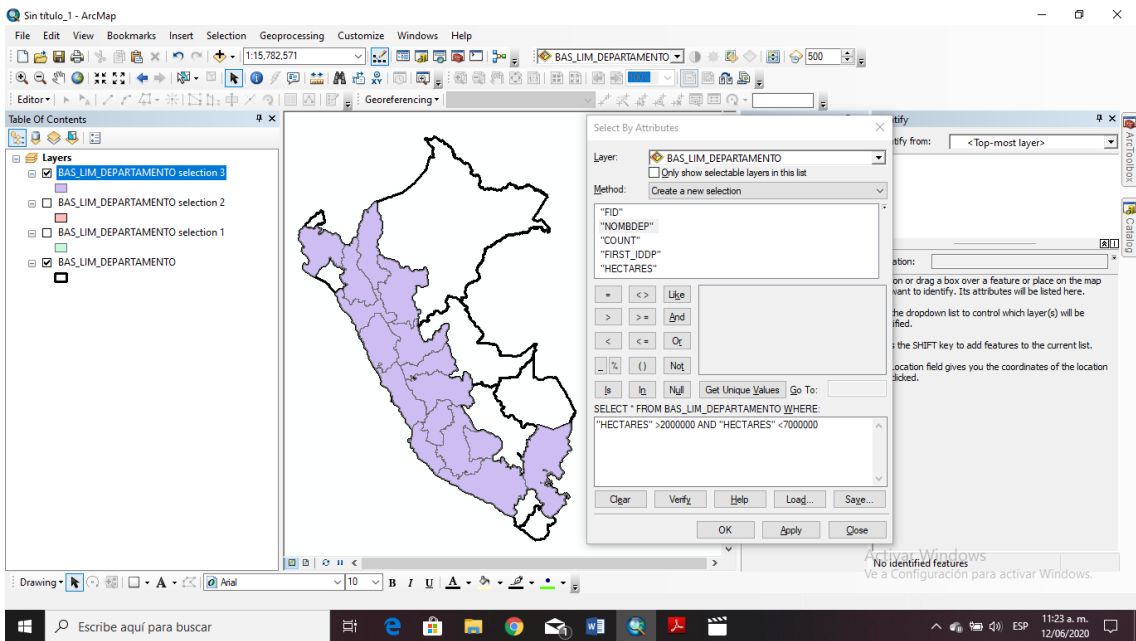 Sin título_1 - ArcMap
File Edit View Bookmarks Insert Selection Geoprocessing Customize Windows Help
1:15,782,571
BAS_LIM_DEPARTAMENTO
500
Editor
Georeferencing
Table Of Contents
Layers
BAS_LIM_DEPARTAMENTO selection 3
BAS_LIM_DEPARTAMENTO selection 2
BAS_LIM_DEPARTAMENTO selection 1
BAS_LIM_DEPARTAMENTO
Select By Attributes
Layer: BAS_LIM_DEPARTAMENTO
Only show selectable layers in this list
Method: Create a new selection
"FID"
"NOMBDEP"
"COUNT"
"FIRST_IDDP"
"HECTARES"
= < > Like
> > = And
< < = Or
_ % ( ) Not
Is In Null Get Unique Values Go To:
SELECT * FROM BAS_LIM_DEPARTAMENTO WHERE:
"HECTARES" >2000000 AND "HECTARES" <7000000
Clear Verify Help Load... Save...
OK Apply Close
tify
tify from: <Top-most layer>
ation:
on or drag a box over a feature or place on the map
want to identify. Its attributes will be listed here.
he dropdown list to control which layer(s) will be
ified.
s the SHIFT key to add features to the current list.
ocation field gives you the coordinates of the location
licked.
ArcToolbox
Catalog
Activar Windows
Ve a Configuración para activar Windows.
No identified features
Drawing A Arial 10 B I U A
Escribe aquí para buscar
ESP
11:23 a. m.
12/06/2020